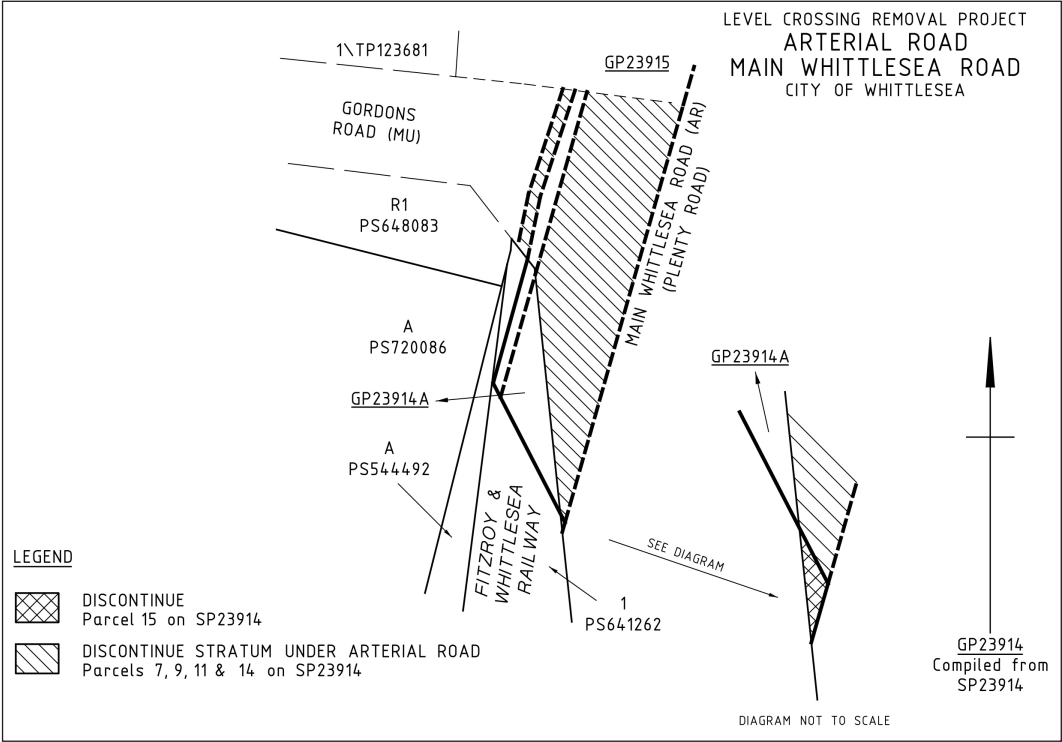 LEVEL CROSSING REMOVAL PROJECT
ARTERIAL ROAD
MAIN WHITTLESEA ROAD
CITY OF WHITTLESEA
1\TP123681
GP23915
GORDONS
ROAD (MU)
R1
PS648083
MAIN WHITTLESEA ROAD (AR)
(PLENTY ROAD)
A
PS720086
GP23914A
GP23914A
A
PS544492
FITZROY &
WHITTLESEA
RAILWAY
SEE DIAGRAM
1
PS641262
LEGEND
DISCONTINUE
Parcel 15 on SP23914
DISCONTINUE STRATUM UNDER ARTERIAL ROAD
Parcels 7, 9, 11 & 14 on SP23914
GP23914
Compiled from
SP23914
DIAGRAM NOT TO SCALE